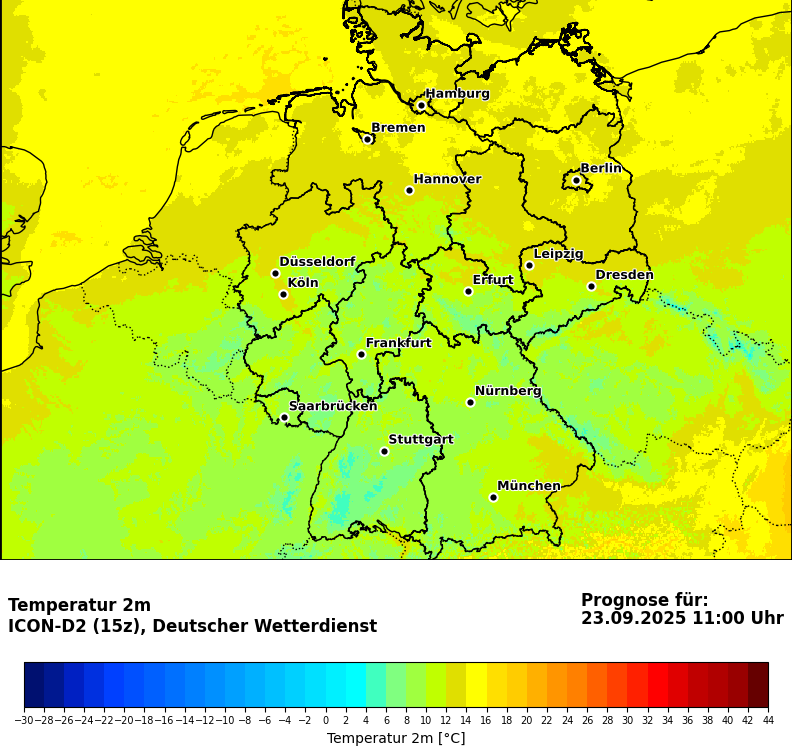 Hamburg
Bremen
Berlin
Hannover
Leipzig
Düsseldorf
Dresden
Köln
Erfurt
Frankfurt
Nürnberg
Saarbrücken
Stuttgart
München
Temperatur 2m
ICON-D2 (15z), Deutscher Wetterdienst
Prognose für:
23.09.2025 11:00 Uhr
−30 −28 −26 −24 −22 −20 −18 −16 −14 −12 −10 −8 −6 −4 −2 0 2 4 6 8 10 12 14 16 18 20 22 24 26 28 30 32 34 36 38 40 42 44
Temperatur 2m [°C]